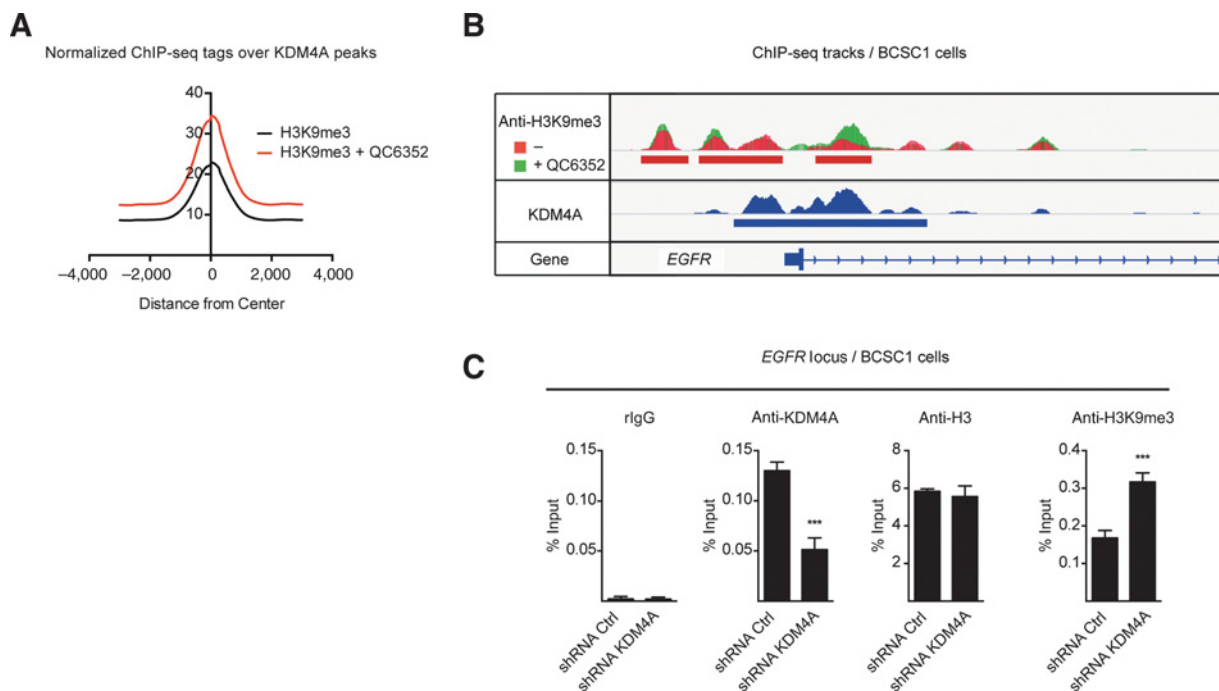 A
Normalized ChIP-seq tags over KDM4A peaks
40
30
20
10
H3K9me3
H3K9me3 + QC6352
–4,000
–2,000
0
2,000
4,000
Distance from Center
B
ChIP-seq tracks / BCSC1 cells
Anti-H3K9me3
–
+ QC6352
KDM4A
Gene
EGFR
C
EGFR locus / BCSC1 cells
rIgG
% Input
0.15
0.10
0.05
shRNA Ctrl
shRNA KDM4A
Anti-KDM4A
% Input
0.15
0.10
0.05
***
shRNA Ctrl
shRNA KDM4A
Anti-H3
% Input
8
6
4
2
shRNA Ctrl
shRNA KDM4A
Anti-H3K9me3
% Input
0.4
0.3
0.2
0.1
***
shRNA Ctrl
shRNA KDM4A